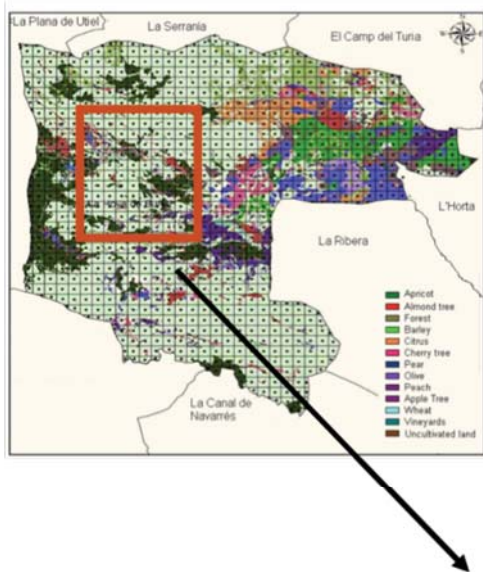 La Plana de Utiel
La Serranía
El Camp del Turia
N
W
E
S
L'Horta
La Ribera
Apricot
Almond tree
Forest
Barley
Citrus
Cherry tree
Pear
Olive
Peach
Apple Tree
Wheat
Vineyards
Uncultivated land
La Canal de
Navarrés